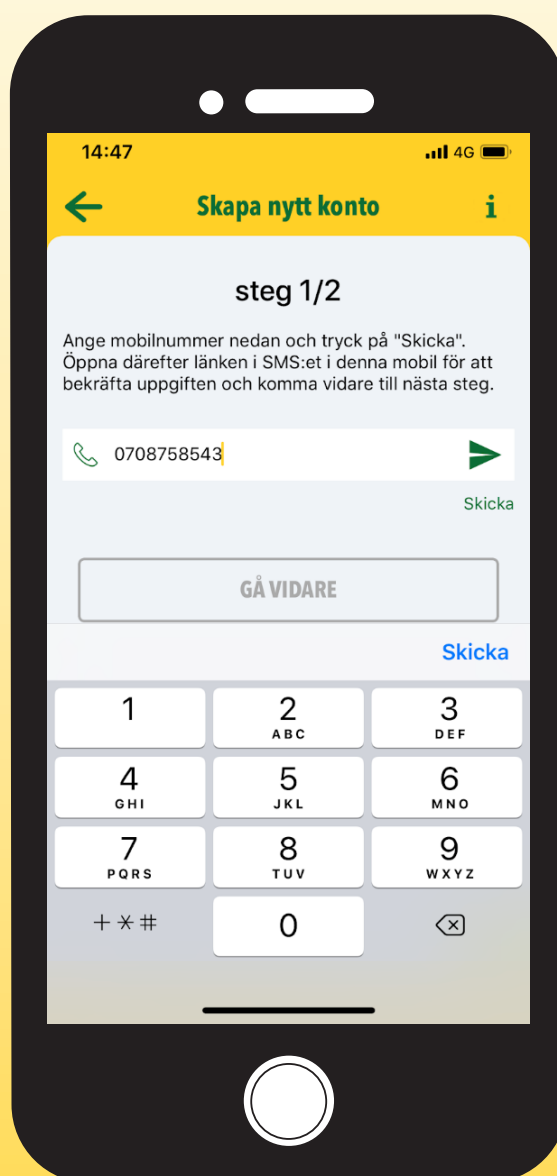 14:47
4G
Skapa nytt konto
i
steg 1/2
Ange mobilnummer nedan och tryck på "Skicka".
Öppna därefter länken i SMS:et i denna mobil för att
bekräfta uppgiften och komma vidare till nästa steg.
0708758543
Skicka
GÅ VIDARE
Skicka
1 2 3
ABC DEF
4 5 6
GHI JKL MNO
7 8 9
PQRS TUV WXYZ
+*# 0